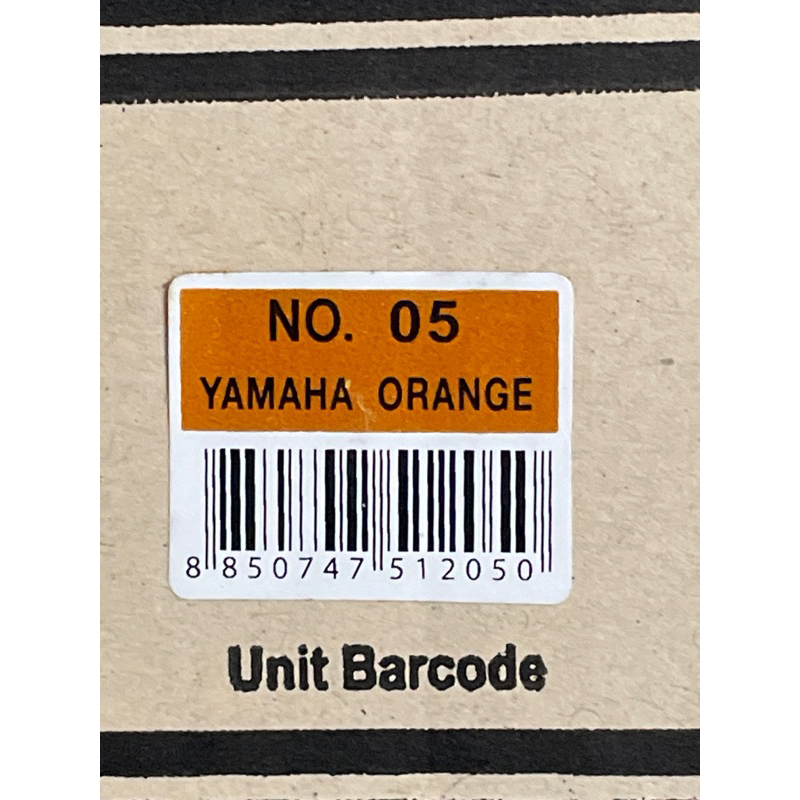 NO. 05
YAMAHA ORANGE
8 850747 512050
Unit Barcode